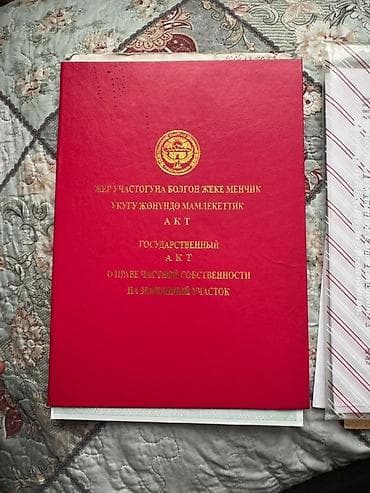 ЖЕР УЧАСТОГУНА БОЛГОН ЖЕКЕ МЕНЧИК
УКУГУ ЖӨНҮНДӨ МАМЛЕКЕТТИК
АКТ
ГОСУДАРСТВЕННЫЙ
АКТ
О ПРАВЕ ЧАСТНОЙ СОБСТВЕННОСТИ
НА ЗЕМЕЛЬНЫЙ УЧАСТОК